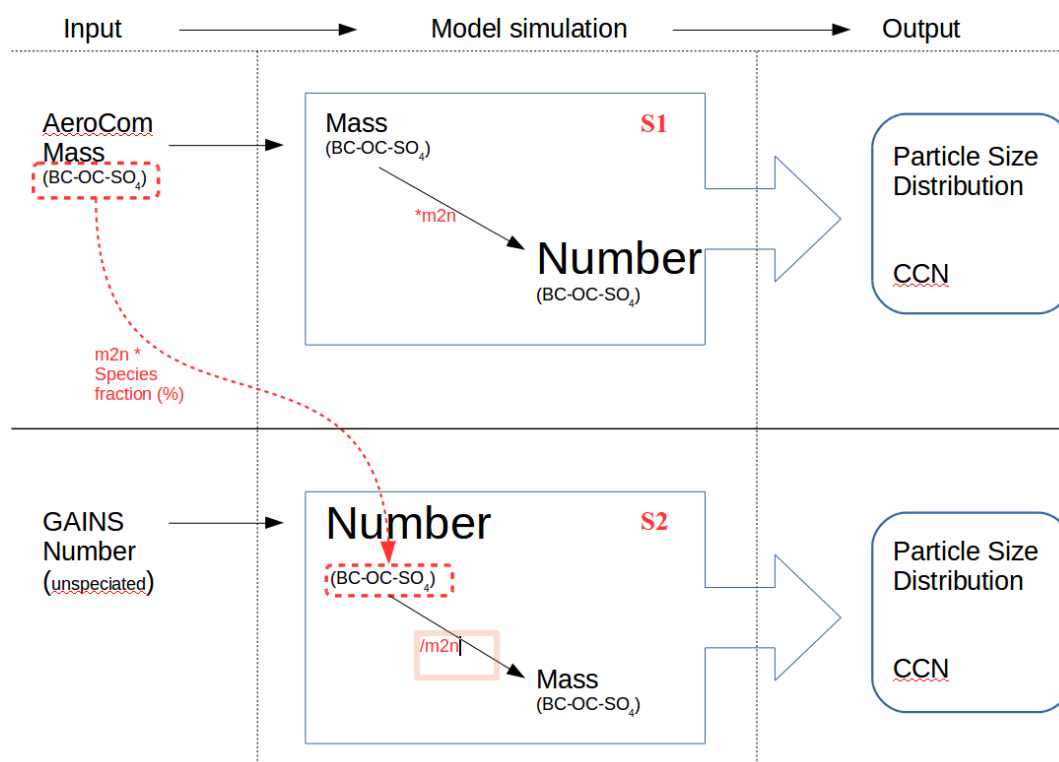 Input
Model simulation
Output
AeroCom
Mass
(BC-OC-SO4)
Mass
(BC-OC-SO4)
S1
*m2n
Number
(BC-OC-SO4)
Particle Size
Distribution
CCN
m2n *
Species
fraction (%)
GAINS
Number
(unspeciated)
Number
(BC-OC-SO4)
S2
/m2n
Mass
(BC-OC-SO4)
Particle Size
Distribution
CCN